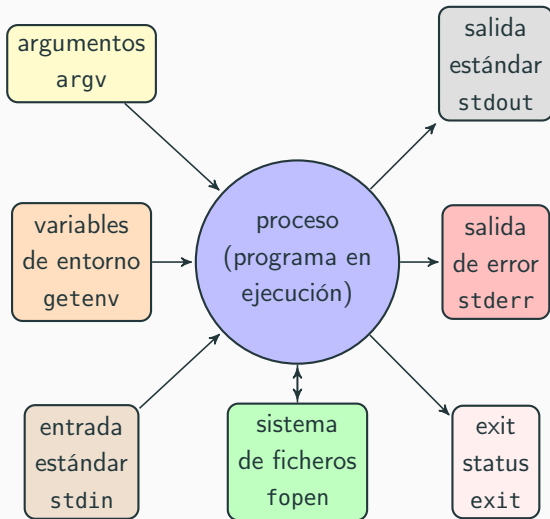 argumentos
argv
salida
estándar
stdout
variables
de entorno
getenv
proceso
(programa en
ejecución)
salida
de error
stderr
entrada
estándar
stdin
sistema
de ficheros
fopen
exit
status
exit